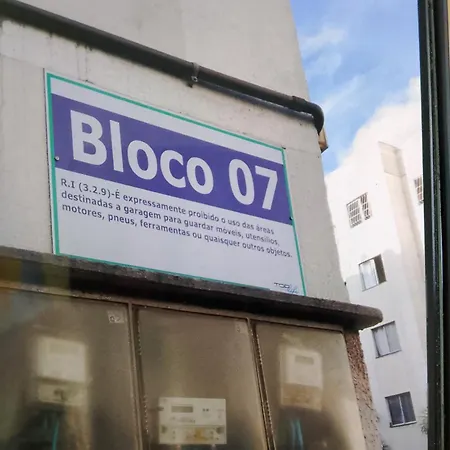 Bloco 07
R.I (3.2.9)-É expressamente proibido o uso das áreas
destinadas a garagem para guardar móveis, utensílios,
motores, pneus, ferramentas ou quaisquer outros objetos.